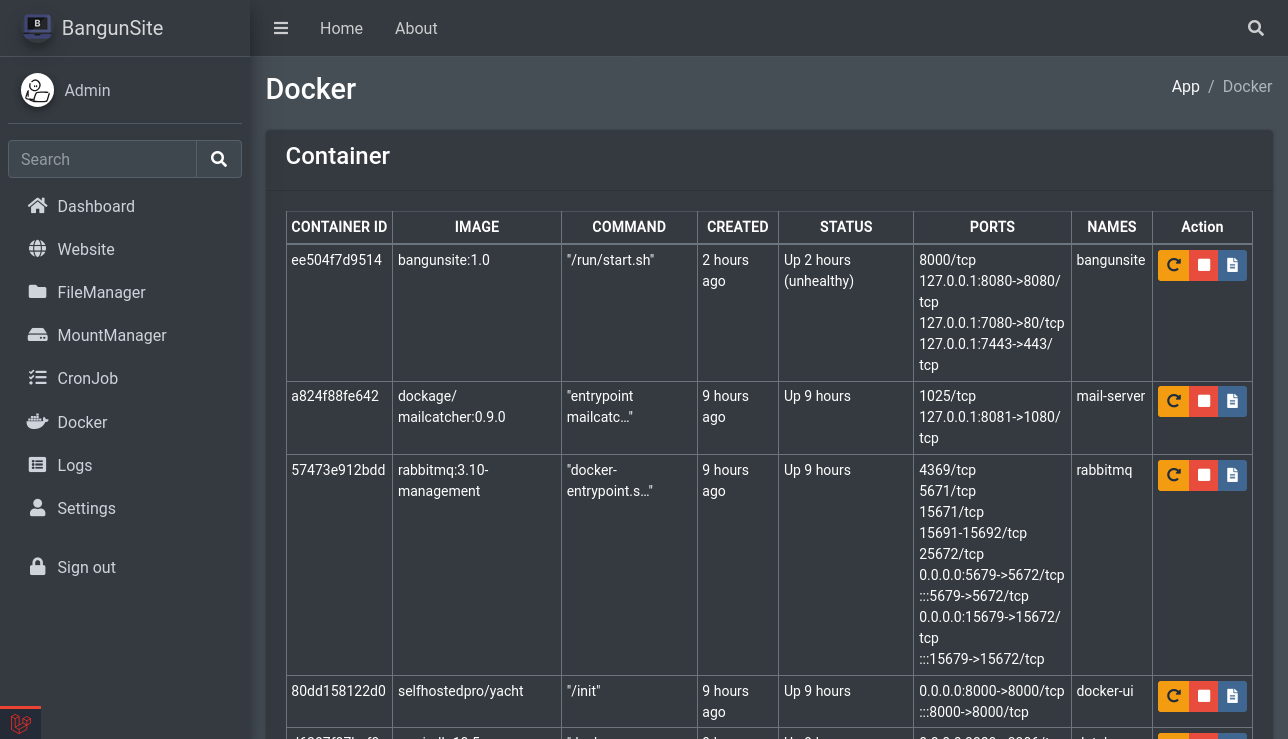 B
BangunSite
Home
About
Admin
Search
Dashboard
Website
FileManager
MountManager
CronJob
Docker
Logs
Settings
Sign out
Docker
App / Docker
Container
CONTAINER ID IMAGE COMMAND CREATED STATUS PORTS NAMES Action
ee504f7d9514 bangunsite:1.0 "/run/start.sh" 2 hours Up 2 hours 8000/tcp bangunsite
ago (unhealthy) 127.0.0.1:8080->8080/
tcp
127.0.0.1:7080->80/tcp
127.0.0.1:7443->443/
tcp
a824f88fe642 dockage/ "entrypoint 9 hours Up 9 hours 1025/tcp mail-server
mailcatcher:0.9.0 mailcatc…" ago 127.0.0.1:8081->1080/
tcp
57473e912bdd rabbitmq:3.10- "docker- 9 hours Up 9 hours 4369/tcp rabbitmq
management entrypoint.s…" ago 5671/tcp
15671/tcp
15691-15692/tcp
25672/tcp
0.0.0.0:5679->5672/tcp
:::5679->5672/tcp
0.0.0.0:15679->15672/
tcp
:::15679->15672/tcp
80dd158122d0 selfhostedpro/yacht "/init" 9 hours Up 9 hours 0.0.0.0:8000->8000/tcp docker-ui
ago :::8000->8000/tcp